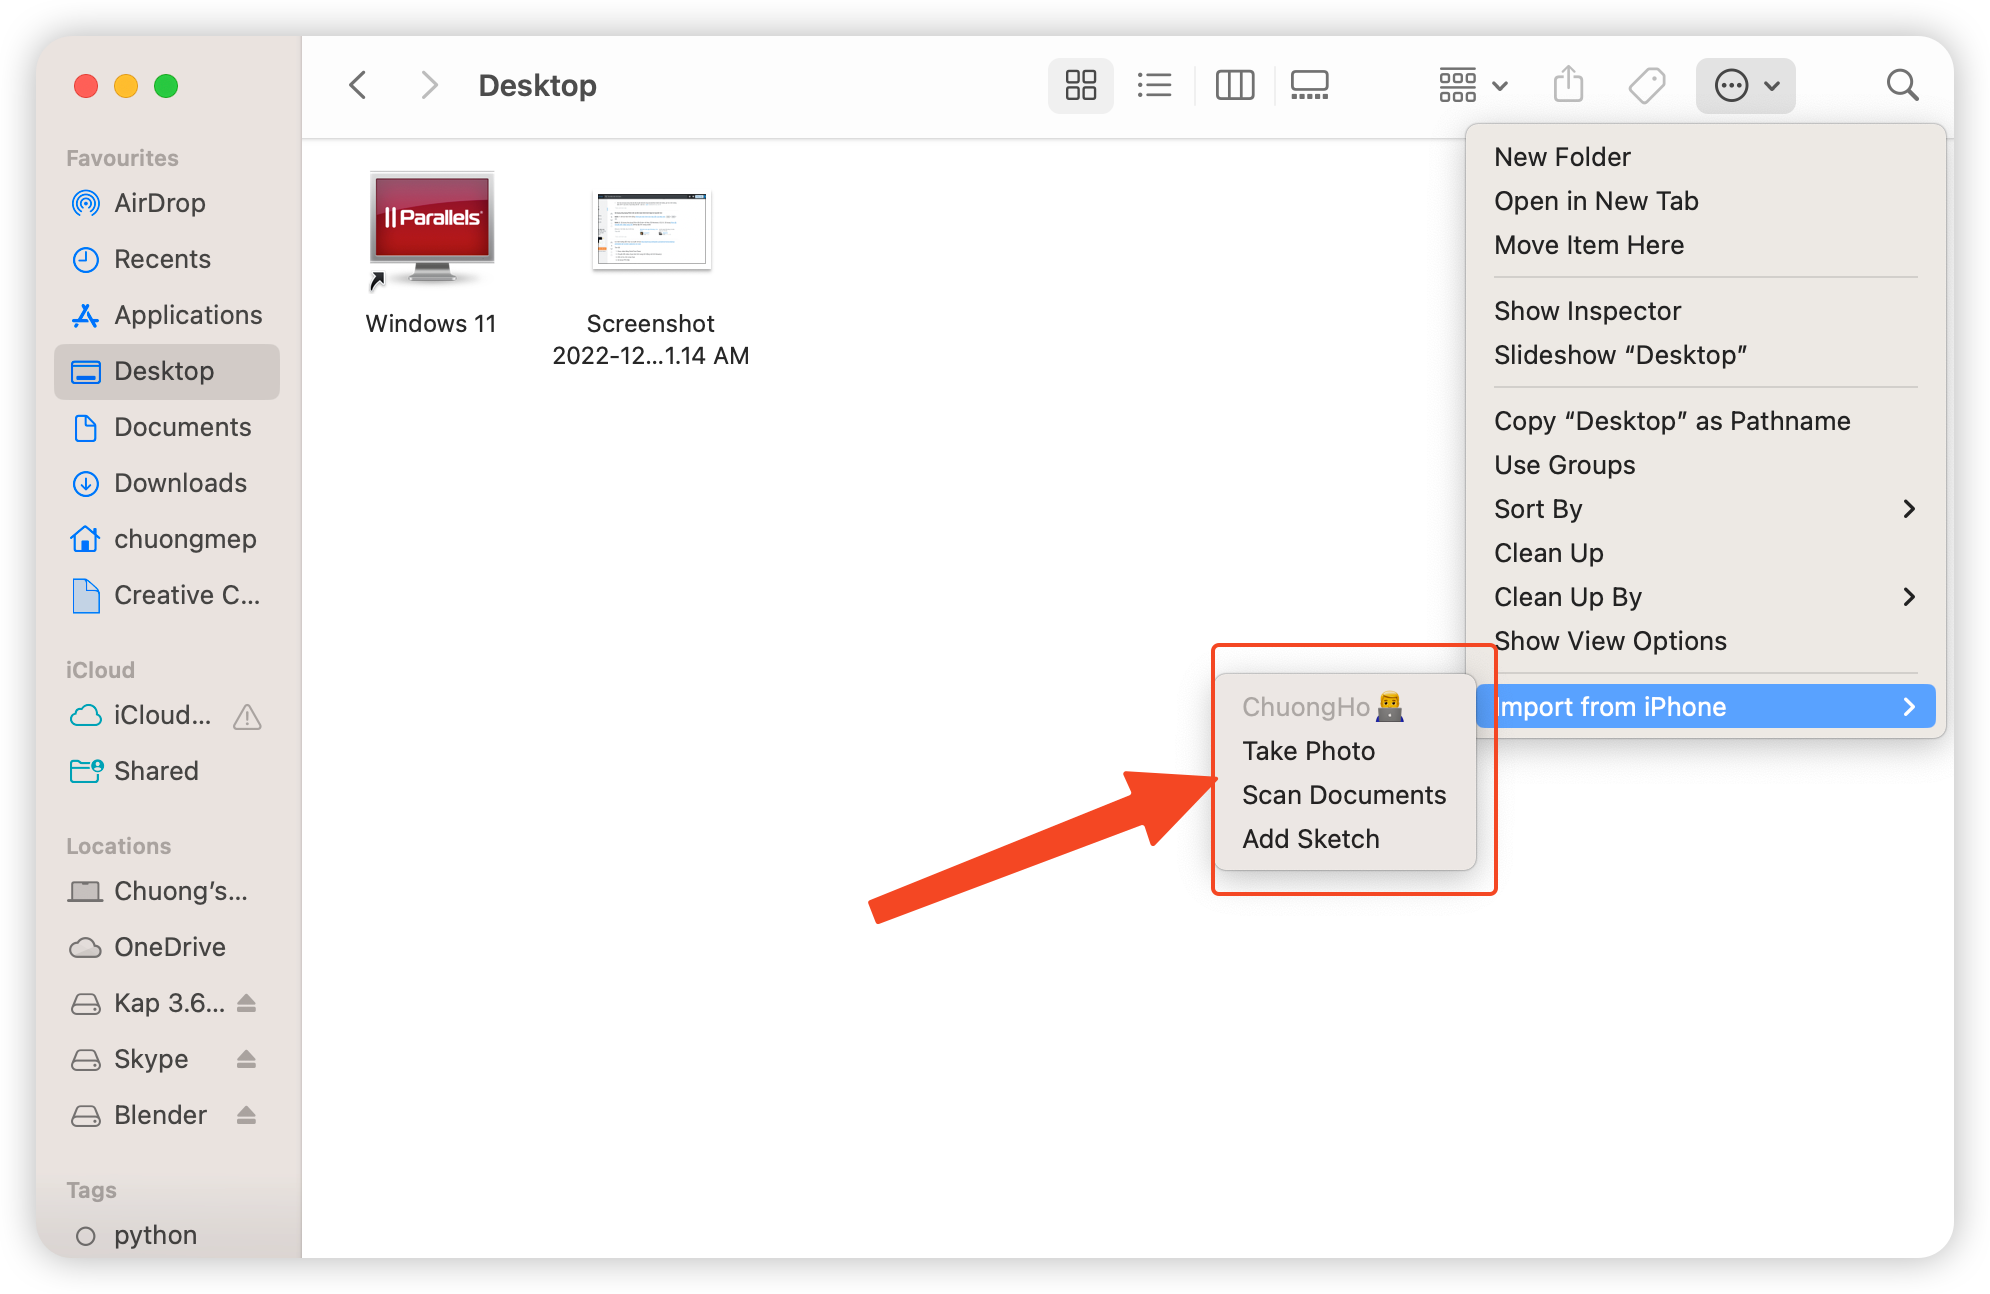 Desktop
Favourites
AirDrop
Recents
Applications
Desktop
Documents
Downloads
chuongmep
Creative C...
iCloud
iCloud...
Shared
Locations
Chuong’s...
OneDrive
Kap 3.6...
Skype
Blender
Tags
python
Parallels
Windows 11
Screenshot
2022-12...1.14 AM
New Folder
Open in New Tab
Move Item Here
Show Inspector
Slideshow “Desktop”
Copy “Desktop” as Pathname
Use Groups
Sort By
Clean Up
Clean Up By
Show View Options
Import from iPhone
ChuongHo👨‍💻
Take Photo
Scan Documents
Add Sketch